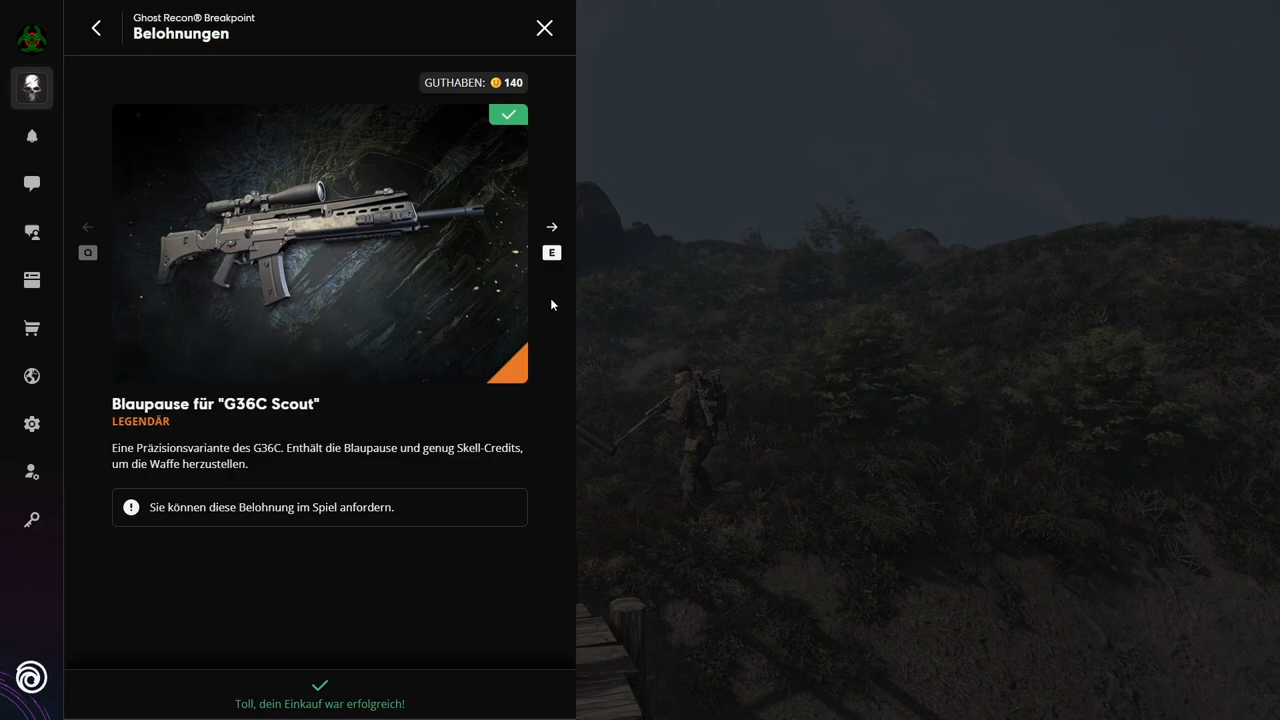 Ghost Recon® Breakpoint
Belohnungen
GUTHABEN: 140
Q
E
Blaupause für "G36C Scout"
LEGENDÄR
Eine Präzisionsvariante des G36C. Enthält die Blaupause und genug Skell-Credits,
um die Waffe herzustellen.
Sie können diese Belohnung im Spiel anfordern.
Toll, dein Einkauf war erfolgreich!